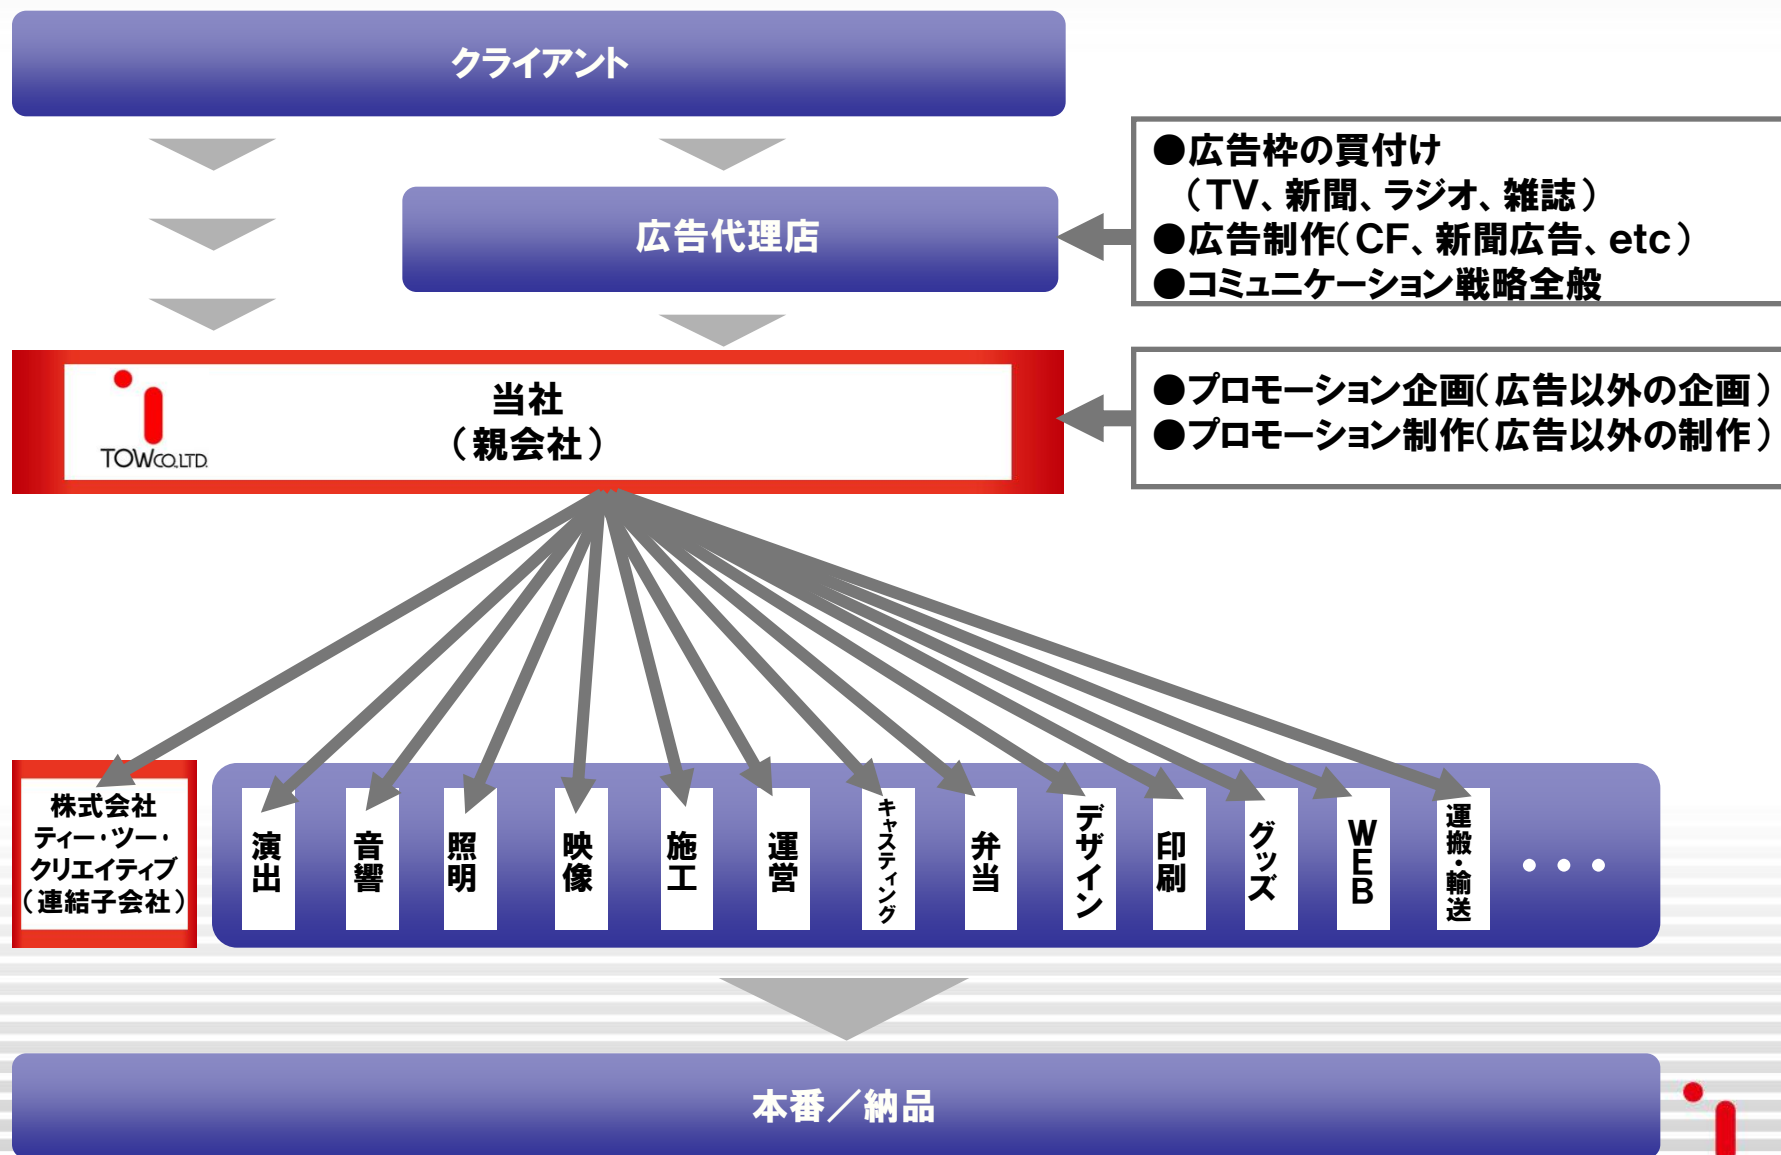 クライアント
広告代理店
●広告枠の買付け
（TV、新聞、ラジオ、雑誌）
●広告制作（CF、新聞広告、etc）
●コミュニケーション戦略全般
TOWCO.LTD.
当社
（親会社）
●プロモーション企画（広告以外の企画）
●プロモーション制作（広告以外の制作）
株式会社
ティー・ツー・
クリエイティブ
（連結子会社）
演出
音響
照明
映像
施工
運営
キャスティング
弁当
デザイン
印刷
グッズ
WEB
運搬・輸送
・・・
本番／納品